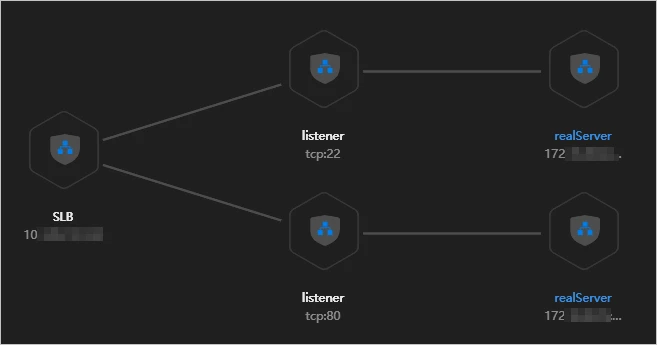 listener
tcp:22
realServer
172
SLB
10
listener
tcp:80
realServer
172